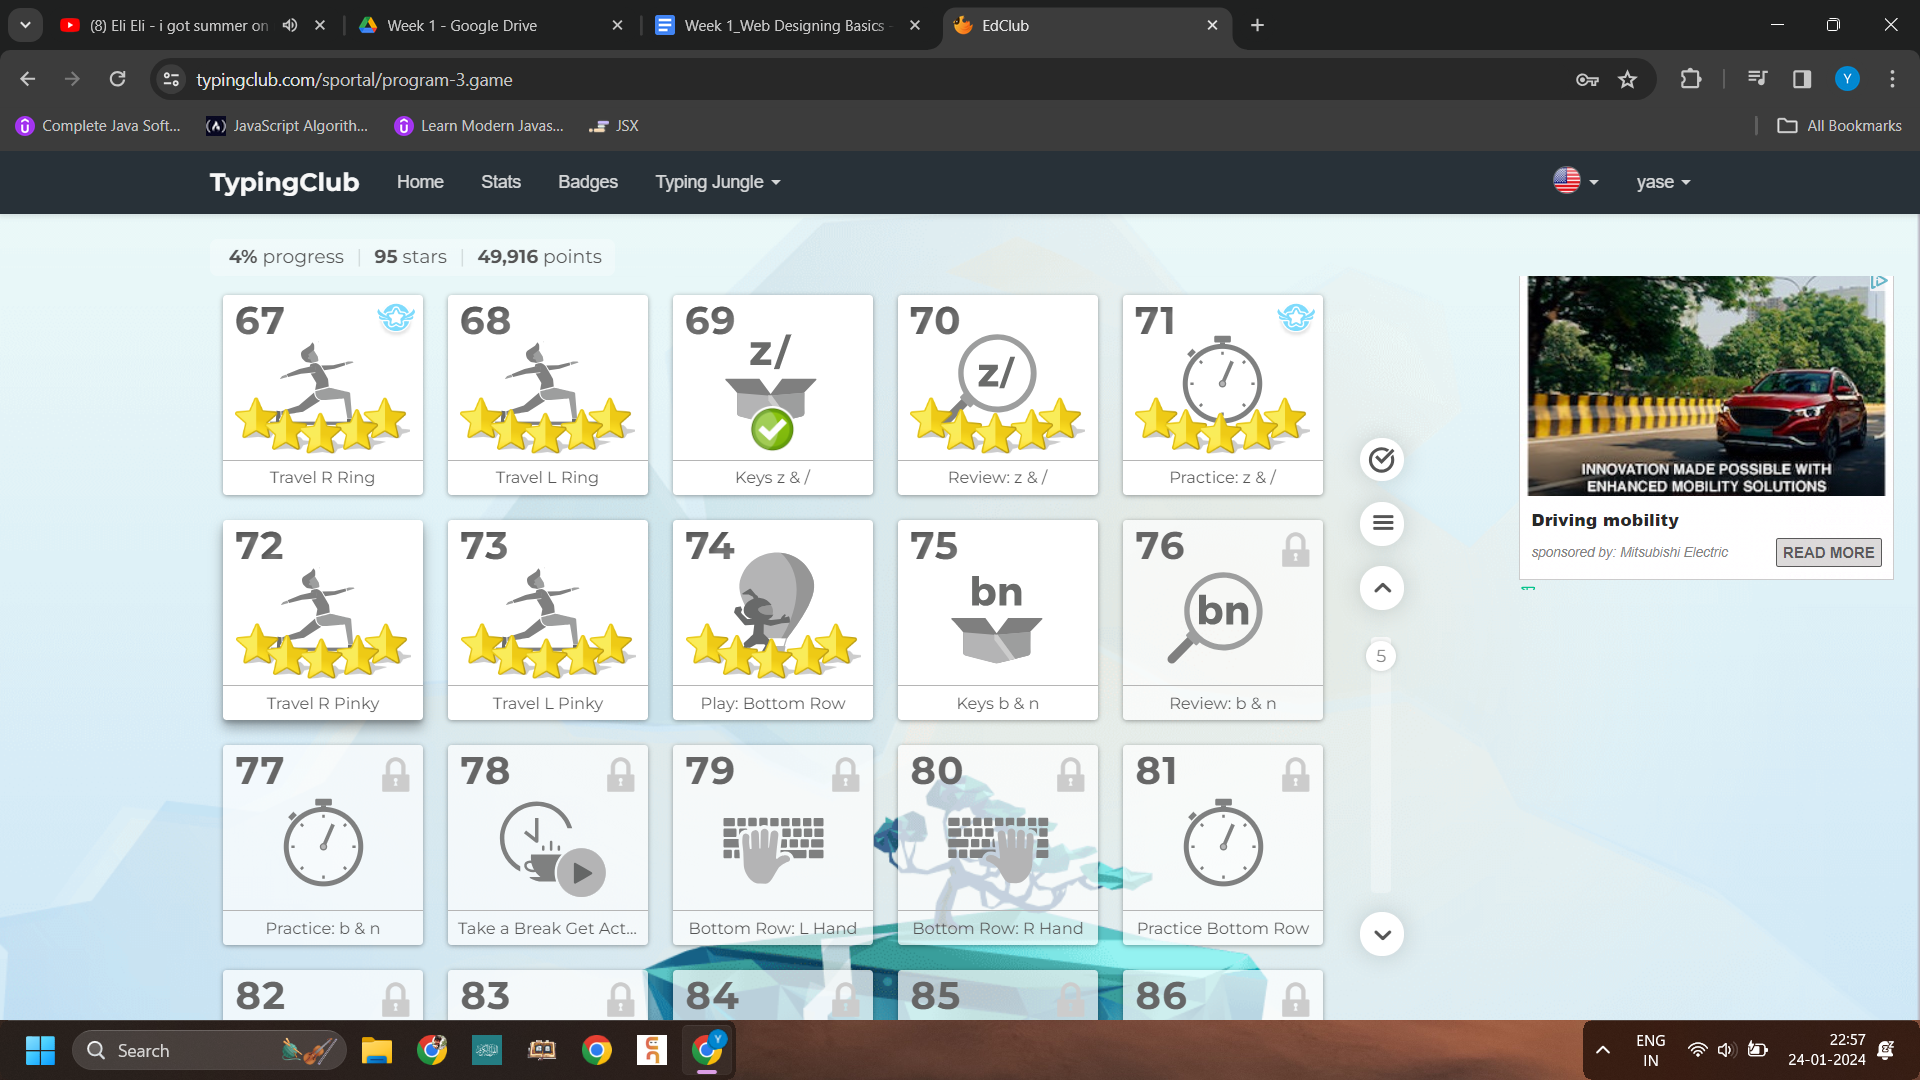 (8) Eli Eli - i got summer on
Week 1 - Google Drive
Week 1_Web Designing Basics -
EdClub
typingclub.com/sportal/program-3.game
Y
Complete Java Soft...
JavaScript Algorith...
Learn Modern Javas...
JSX
All Bookmarks
TypingClub
Home
Stats
Badges
Typing Jungle
yase
4% progress
95 stars
49,916 points
67
Travel R Ring
68
Travel L Ring
69
z/
Keys z & /
70
z/
Review: z & /
71
Practice: z & /
72
Travel R Pinky
73
Travel L Pinky
74
Play: Bottom Row
75
bn
Keys b & n
76
bn
Review: b & n
77
Practice: b & n
78
Take a Break Get Act...
79
Bottom Row: L Hand
80
Bottom Row: R Hand
81
Practice Bottom Row
82
83
84
85
86
5
INNOVATION MADE POSSIBLE WITH
ENHANCED MOBILITY SOLUTIONS
Driving mobility
sponsored by: Mitsubishi Electric
READ MORE
Search
Y
ENG
IN
22:57
24-01-2024